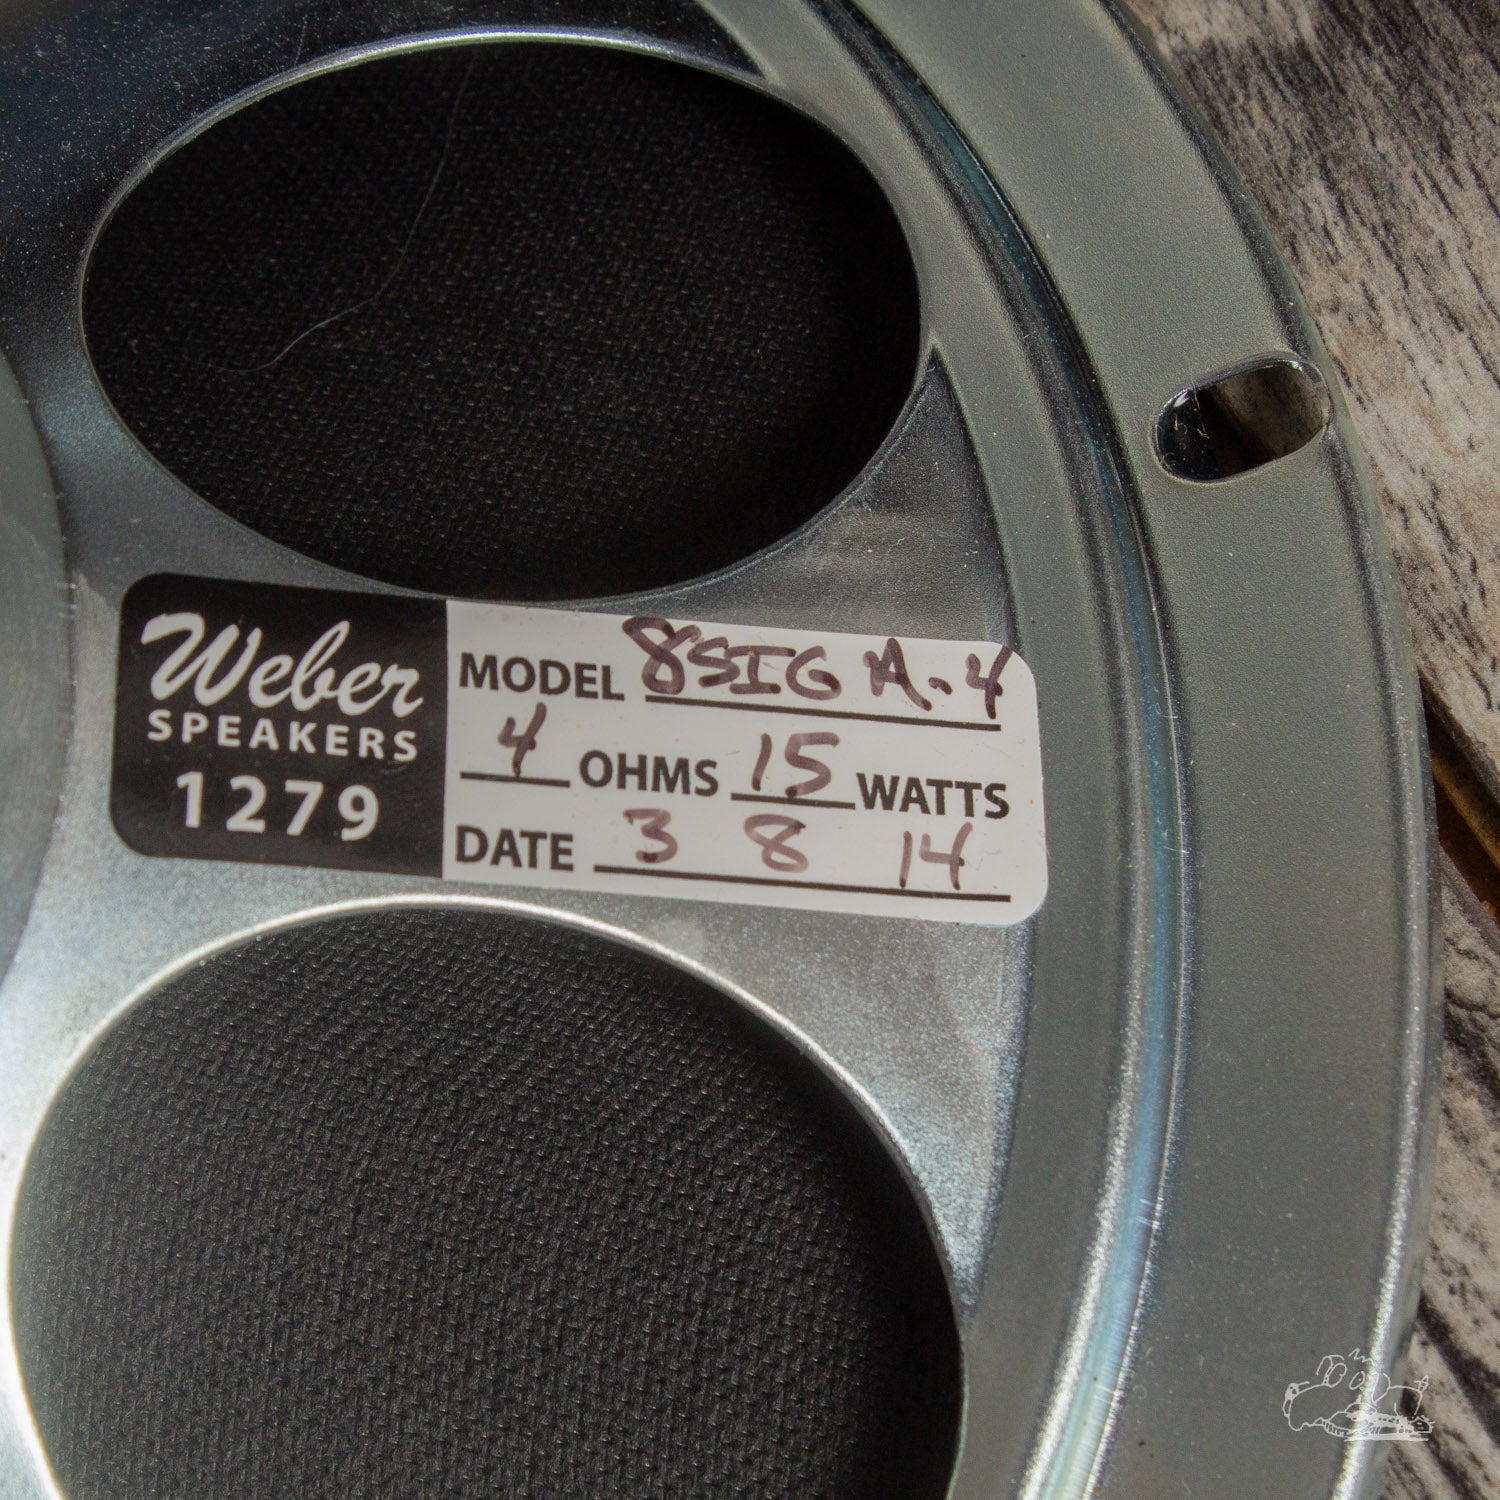 Weber
SPEAKERS
1279
MODEL 8SIG A.4
4 OHMS 15 WATTS
DATE 3 8 14